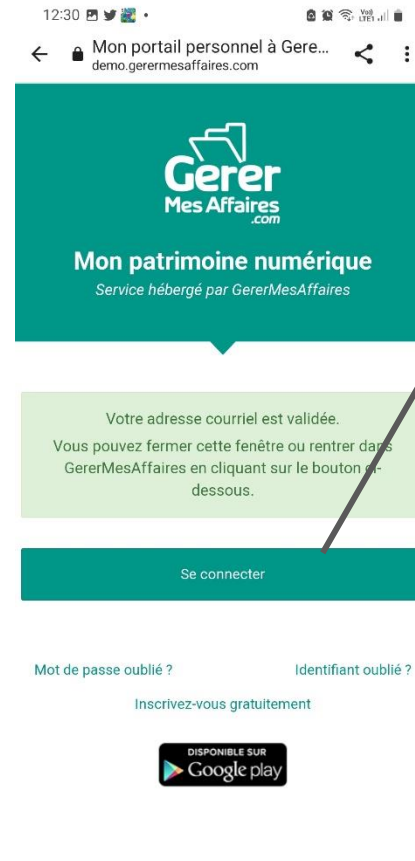 12:30
Vo))
LTE1
Mon portail personnel à Gere...
demo.gerermesaffaires.com
Gerer
Mes Affaires
.com
Mon patrimoine numérique
Service hébergé par GererMesAffaires
Votre adresse courriel est validée.
Vous pouvez fermer cette fenêtre ou rentrer dans
GererMesAffaires en cliquant sur le bouton ci-
dessous.
Se connecter
Mot de passe oublié ?
Identifiant oublié ?
Inscrivez-vous gratuitement
DISPONIBLE SUR
Google play